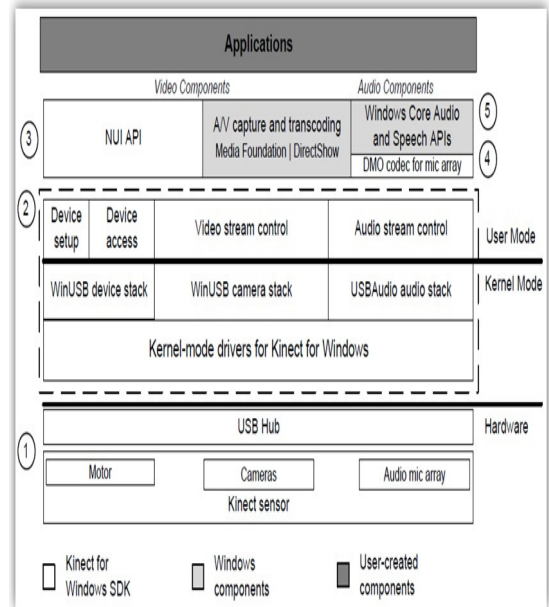 Applications
Video Components
Audio Components
3
NUI API
A/V capture and transcoding
Media Foundation | DirectShow
Windows Core Audio
and Speech APIs
5
DMO codec for mic array
4
2
Device
setup
Device
access
Video stream control
Audio stream control
User Mode
WinUSB device stack
WinUSB camera stack
USBAudio audio stack
Kernel Mode
Kernel-mode drivers for Kinect for Windows
USB Hub
Hardware
1
Motor
Cameras
Audio mic array
Kinect sensor
Kinect for
Windows SDK
Windows
components
User-created
components